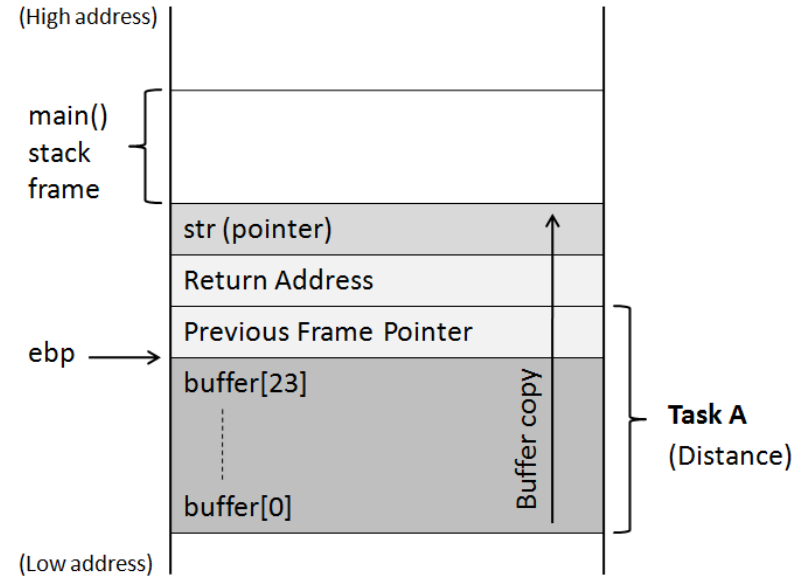 (High address)
main()
stack
frame
str (pointer)
Return Address
Previous Frame Pointer
ebp
buffer[23]
buffer[0]
Buffer copy
Task A
(Distance)
(Low address)